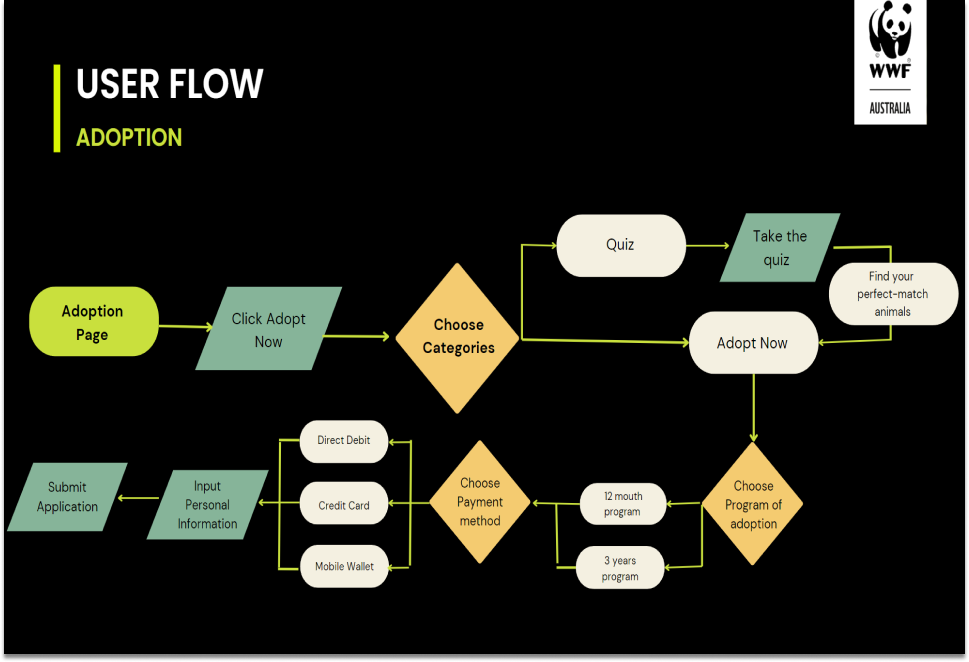 USER FLOW
ADOPTION
WWF
AUSTRALIA
Quiz
Take the
quiz
Find your
perfect-match
animals
Adoption
Page
Click Adopt
Now
Choose
Categories
Adopt Now
Direct Debit
Credit Card
Mobile Wallet
Submit
Application
Input
Personal
Information
Choose
Payment
method
12 mouth
program
3 years
program
Choose
Program of
adoption